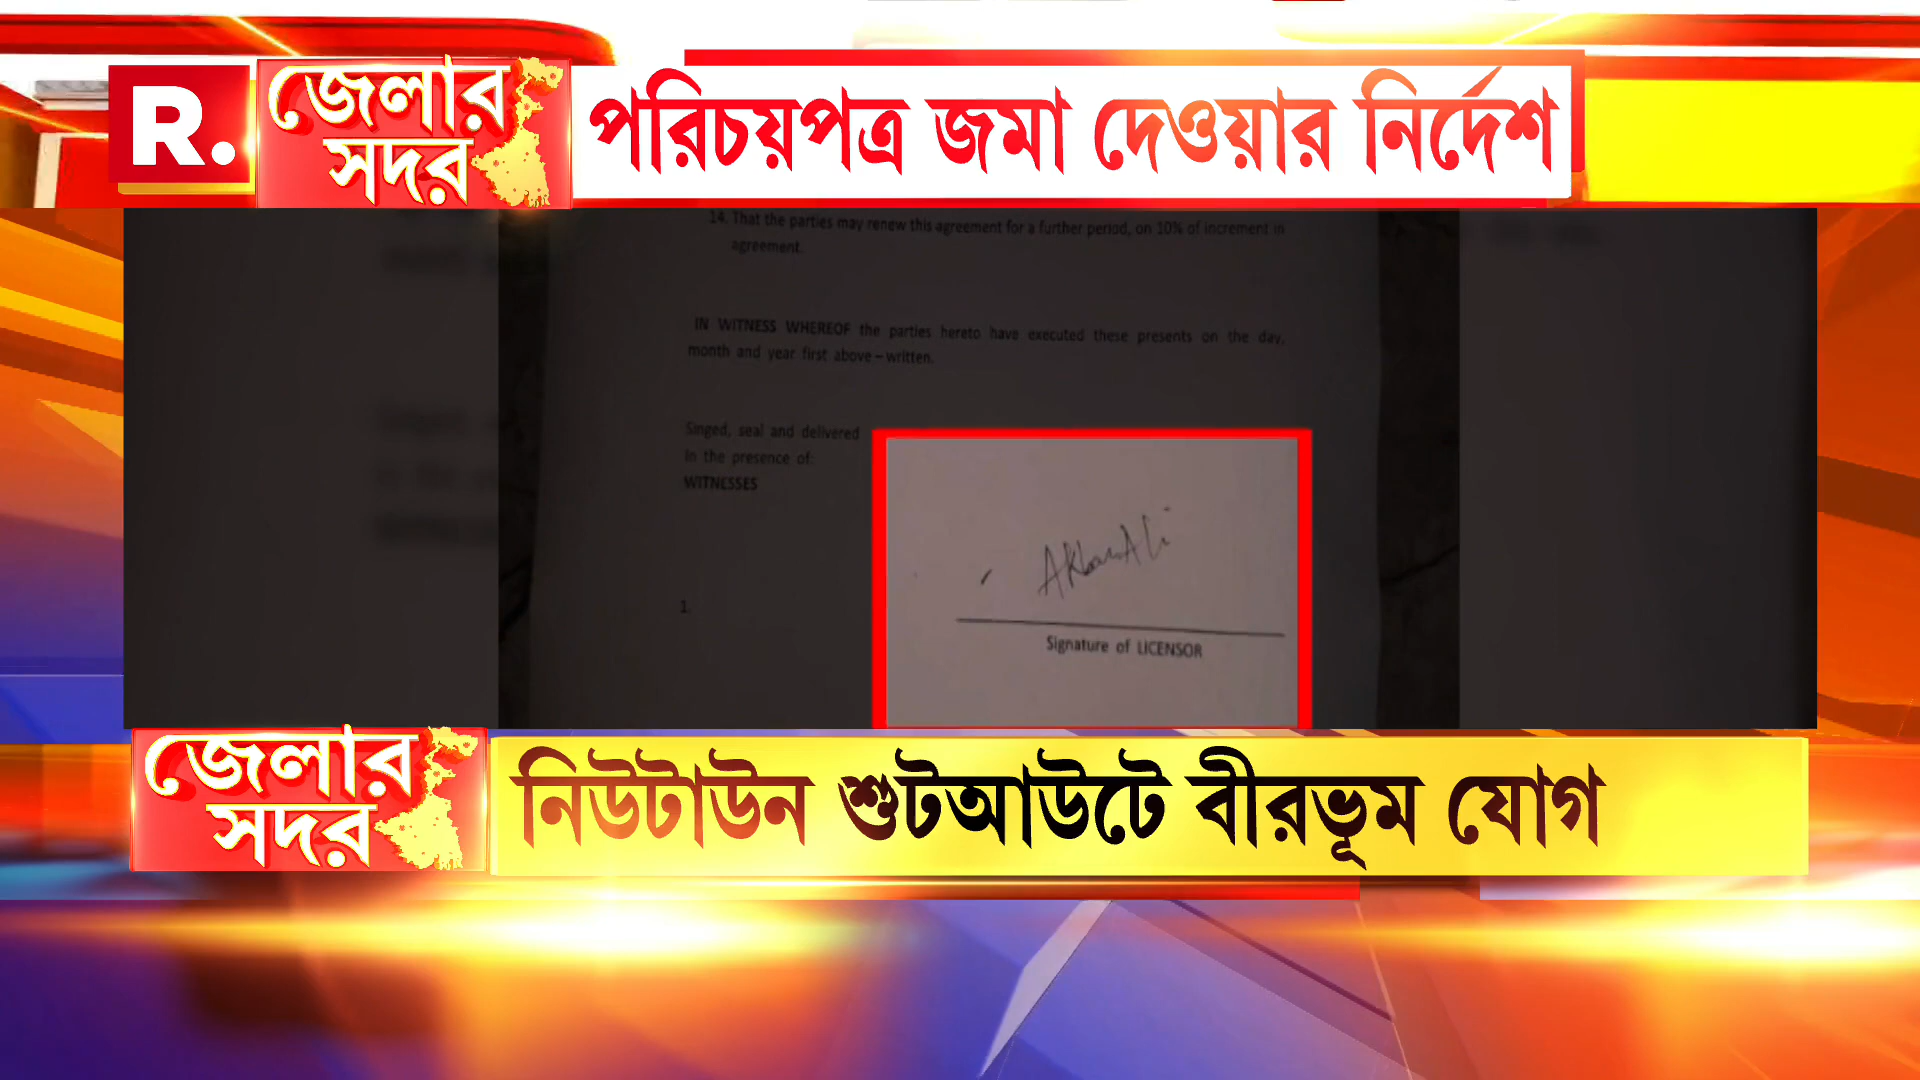 R.
জেলার
সদর
পরিচয়পত্র জমা দেওয়ার নির্দেশ
14. That the parties may renew this agreement for a further period, on 10% of increment in
agreement.
IN WITNESS WHEREOF the parties hereto have executed these presents on the day,
month and year first above – written.
Singed, seal and delivered
In the presence of:
WITNESSES
Akbar Ali
1.
Signature of LICENSOR
জেলার
সদর
নিউটাউন শুটআউটে বীরভূম যোগ